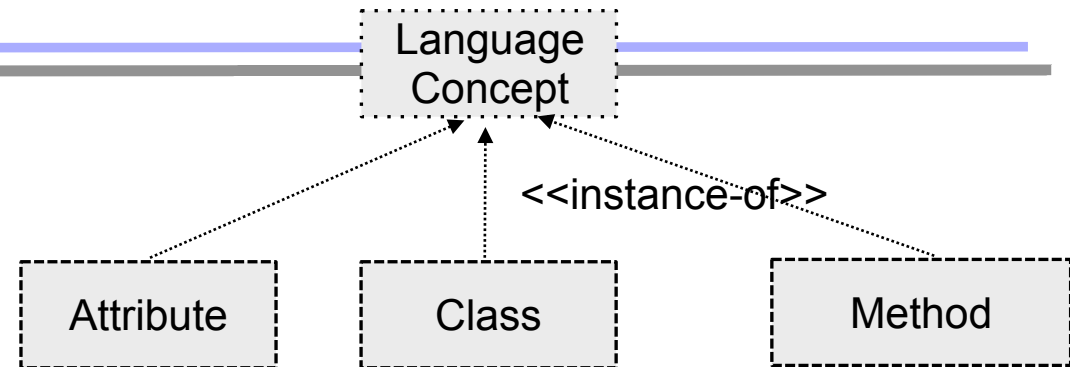 Language
Concept
<<instance-of>>
Attribute
Class
Method